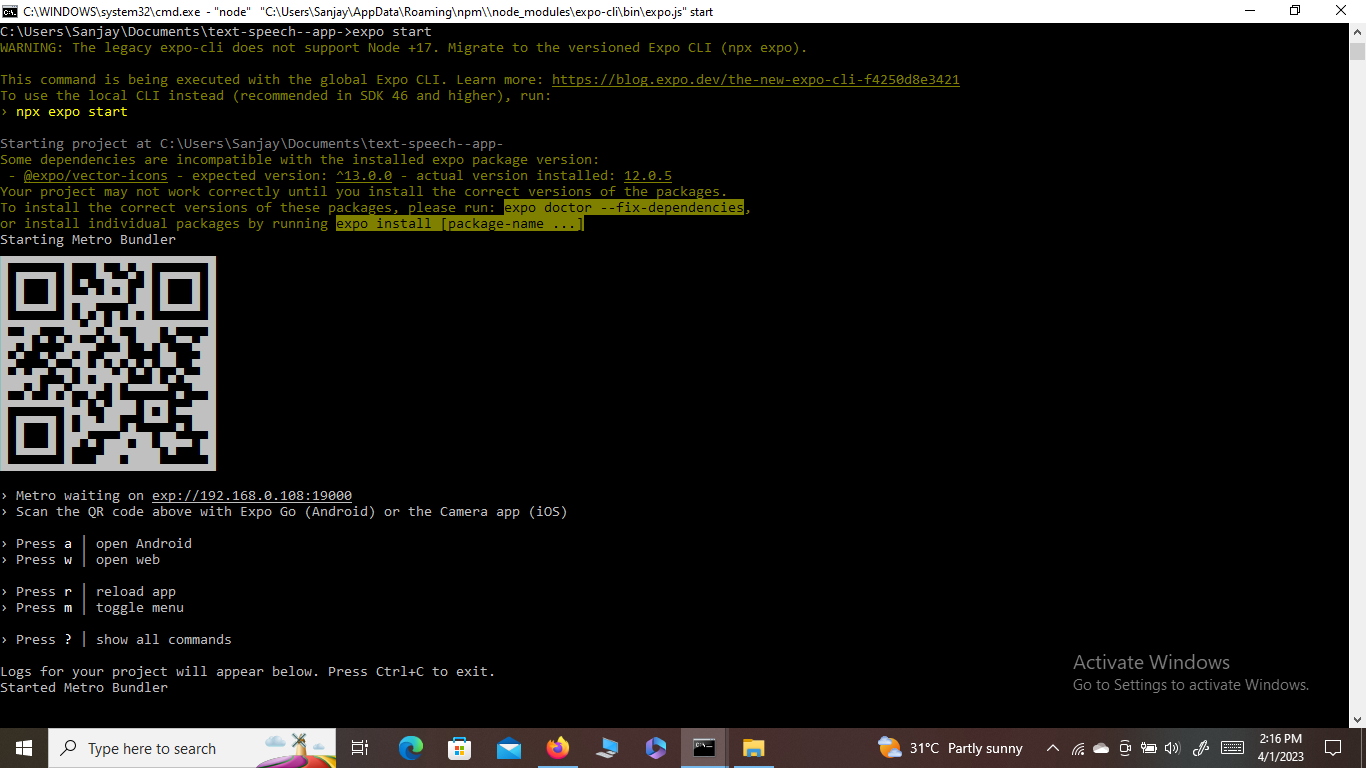 C:\WINDOWS\system32\cmd.exe - "node" "C:\Users\Sanjay\AppData\Roaming\npm\\node_modules\expo-cli\bin\expo.js" start
C:\Users\Sanjay\Documents\text-speech--app->expo start
WARNING: The legacy expo-cli does not support Node +17. Migrate to the versioned Expo CLI (npx expo).
This command is being executed with the global Expo CLI. Learn more: https://blog.expo.dev/the-new-expo-cli-f4250d8e3421
To use the local CLI instead (recommended in SDK 46 and higher), run:
› npx expo start
Starting project at C:\Users\Sanjay\Documents\text-speech--app-
Some dependencies are incompatible with the installed expo package version:
- @expo/vector-icons - expected version: ^13.0.0 - actual version installed: 12.0.5
Your project may not work correctly until you install the correct versions of the packages.
To install the correct versions of these packages, please run: expo doctor --fix-dependencies,
or install individual packages by running expo install [package-name ...]
Starting Metro Bundler
› Metro waiting on exp://192.168.0.108:19000
› Scan the QR code above with Expo Go (Android) or the Camera app (iOS)
› Press a │ open Android
› Press w │ open web
› Press r │ reload app
› Press m │ toggle menu
› Press ? │ show all commands
Logs for your project will appear below. Press Ctrl+C to exit.
Started Metro Bundler
Activate Windows
Go to Settings to activate Windows.
Type here to search
31°C Partly sunny
2:16 PM
4/1/2023